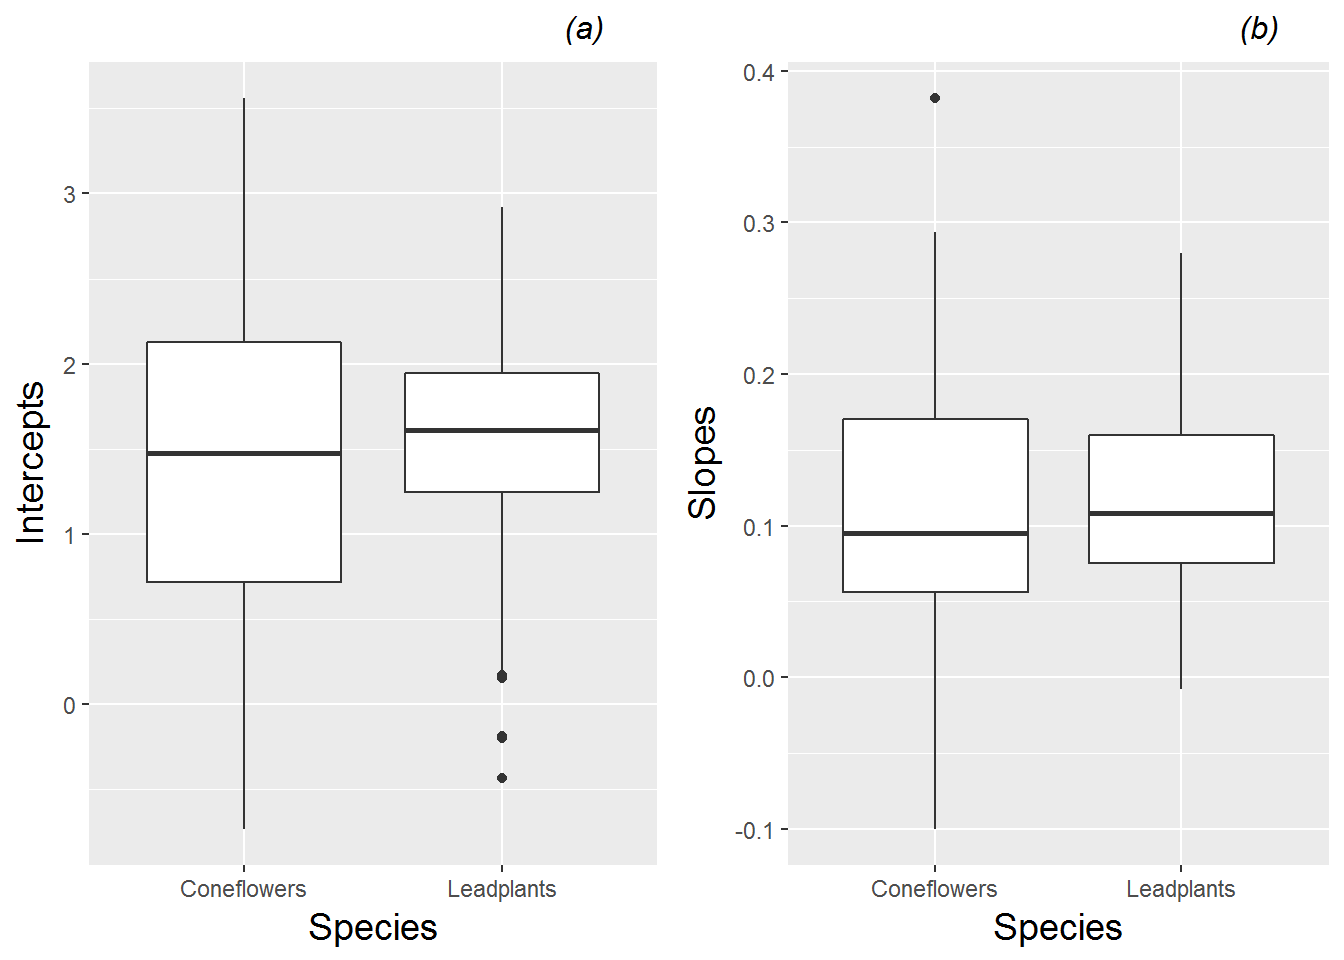 (a)
Intercepts
3
2
1
0
Coneflowers Leadplants
Species
(b)
Slopes
0.4
0.3
0.2
0.1
0.0
-0.1
Coneflowers Leadplants
Species